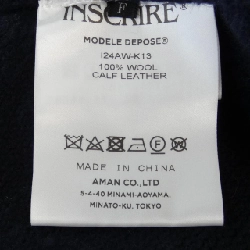 F
INSCRIRE®
MODELE DEPOSE®
I24AW-K13
100% WOOL
CALF LEATHER
MADE IN CHINA
AMAN CO.,LTD
5-4-40 MINAMI-AOYAMA,
MINATO-KU, TOKYO